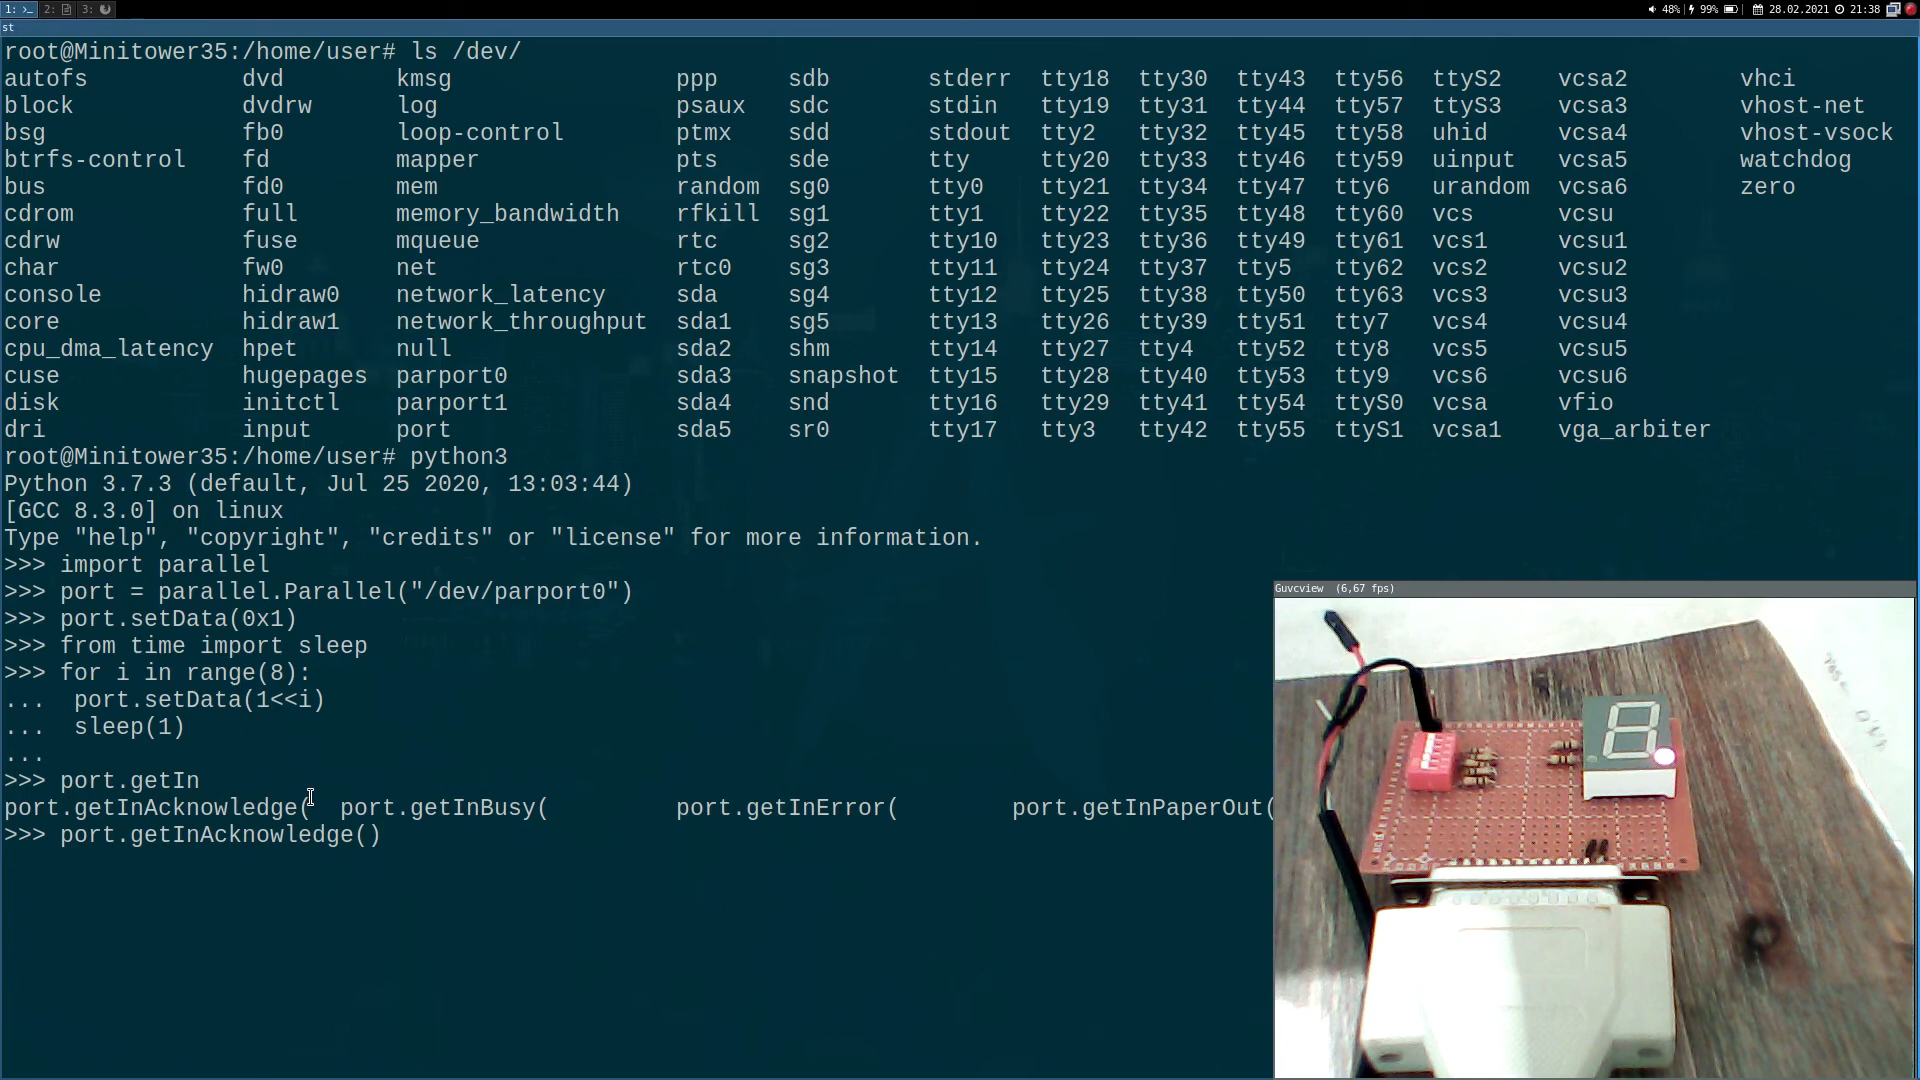 1: >_ 2: 3: 48% 99% 28.02.2021 21:38
st
root@Minitower35:/home/user# ls /dev/
autofs dvd kmsg ppp sdb stderr tty18 tty30 tty43 tty56 ttyS2 vcsa2 vhci
block dvdrw log psaux sdc stdin tty19 tty31 tty44 tty57 ttyS3 vcsa3 vhost-net
bsg fb0 loop-control ptmx sdd stdout tty2 tty32 tty45 tty58 uhid vcsa4 vhost-vsock
btrfs-control fd mapper pts sde tty tty20 tty33 tty46 tty59 uinput vcsa5 watchdog
bus fd0 mem random sg0 tty0 tty21 tty34 tty47 tty6 urandom vcsa6 zero
cdrom full memory_bandwidth rfkill sg1 tty1 tty22 tty35 tty48 tty60 vcs vcsu
cdrw fuse mqueue rtc sg2 tty10 tty23 tty36 tty49 tty61 vcs1 vcsu1
char fw0 net rtc0 sg3 tty11 tty24 tty37 tty5 tty62 vcs2 vcsu2
console hidraw0 network_latency sda sg4 tty12 tty25 tty38 tty50 tty63 vcs3 vcsu3
core hidraw1 network_throughput sda1 sg5 tty13 tty26 tty39 tty51 tty7 vcs4 vcsu4
cpu_dma_latency hpet null sda2 shm tty14 tty27 tty4 tty52 tty8 vcs5 vcsu5
cuse hugepages parport0 sda3 snapshot tty15 tty28 tty40 tty53 tty9 vcs6 vcsu6
disk initctl parport1 sda4 snd tty16 tty29 tty41 tty54 ttyS0 vcsa vfio
dri input port sda5 sr0 tty17 tty3 tty42 tty55 ttyS1 vcsa1 vga_arbiter
root@Minitower35:/home/user# python3
Python 3.7.3 (default, Jul 25 2020, 13:03:44)
[GCC 8.3.0] on linux
Type "help", "copyright", "credits" or "license" for more information.
>>> import parallel
>>> port = parallel.Parallel("/dev/parport0")
>>> port.setData(0x1)
>>> from time import sleep
>>> for i in range(8):
...  port.setData(1<<i)
...  sleep(1)
...
>>> port.getIn
port.getInAcknowledge( port.getInBusy( port.getInError( port.getInPaperOut(
>>> port.getInAcknowledge()
Guvcview (6,67 fps)